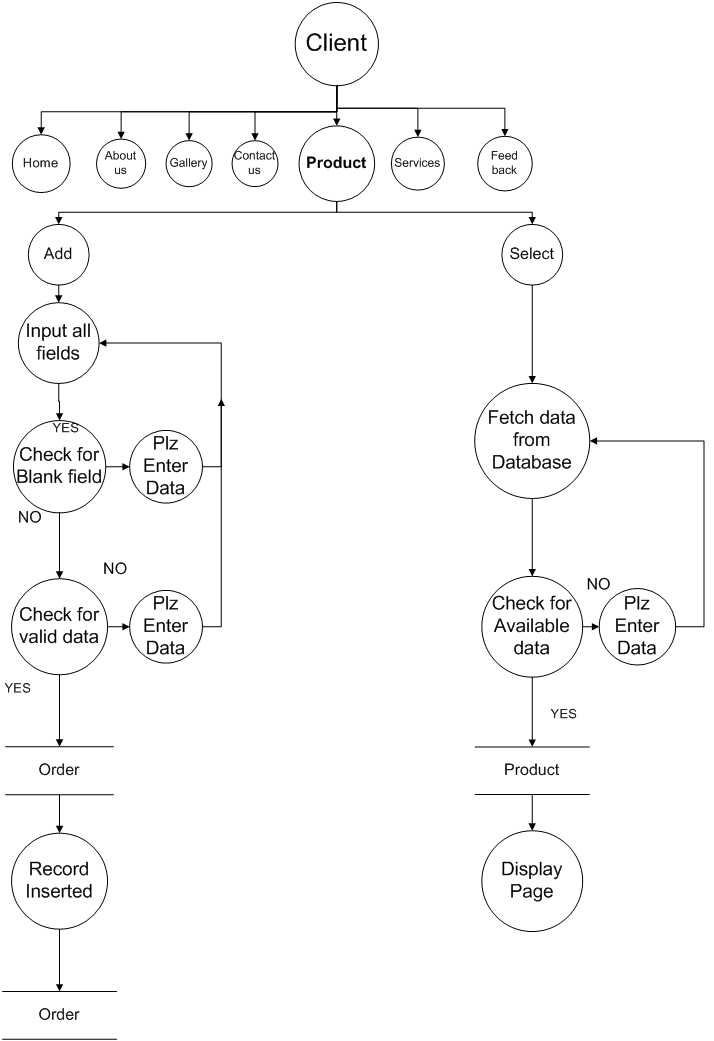 Client
Home
About
us
Gallery
Contact
us
Product
Services
Feed
back
Add
Select
Input all
fields
Fetch data
from
Database
YES
Check for
Blank field
Plz
Enter
Data
NO
NO
Check for
valid data
Plz
Enter
Data
NO
Check for
Available
data
Plz
Enter
Data
YES
YES
Order
Product
Record
Inserted
Display
Page
Order